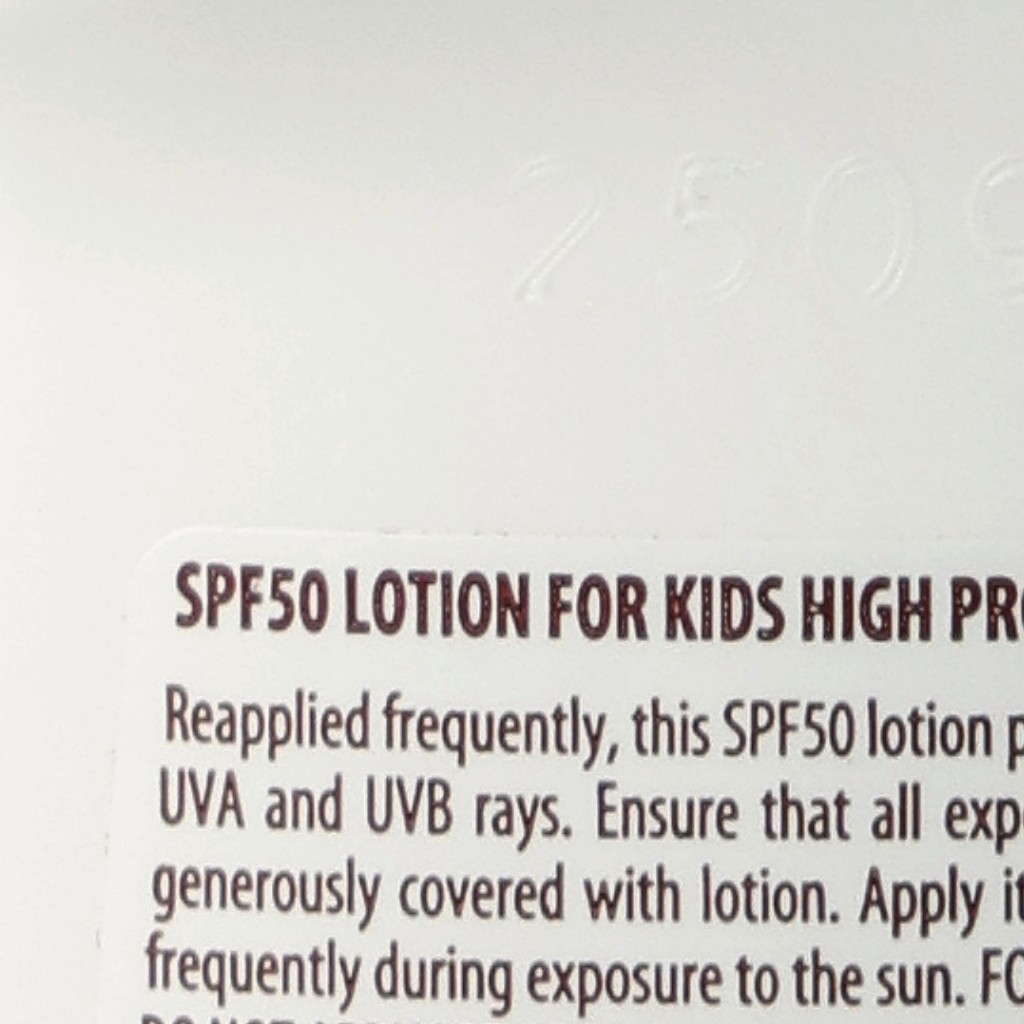 250
SPF50 LOTION FOR KIDS HIGH
Reapplied frequently, this SPF50 lotion
UVA and UVB rays. Ensure that all
generously covered with lotion. Apply
frequently during exposure to the sun.